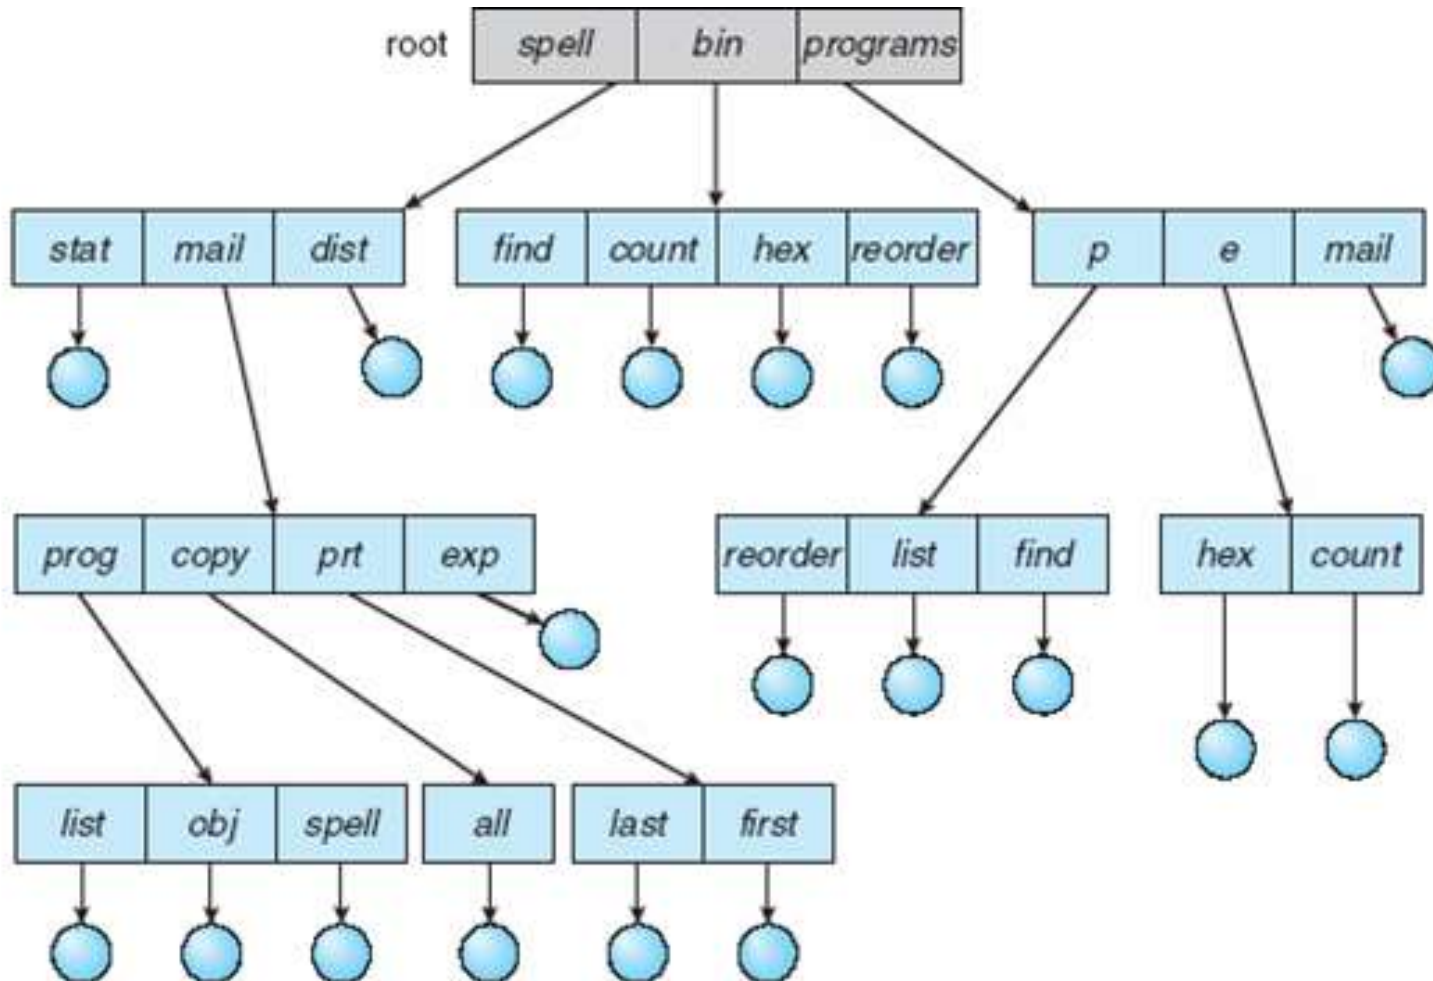 root spell bin programs
stat mail dist find count hex reorder p e mail
prog copy prt exp reorder list find hex count
list obj spell all last first